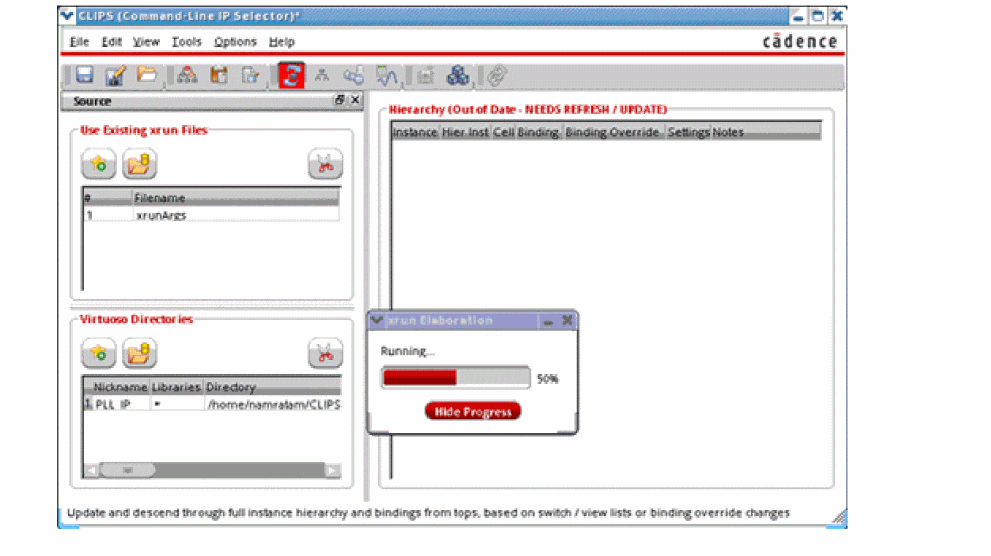 CLIPS (Command-Line IP Selector)*
File Edit View Tools Options Help
cādence
Source
Use Existing xrun Files
# Filename
1 xrunArgs
Virtuoso Directories
Nickname Libraries Directory
1 PLL_IP * /home/namratam/CLIPS
Hierarchy (Out of Date - NEEDS REFRESH / UPDATE)
Instance Hier Inst Cell Binding Binding Override Settings Notes
xrun Elaboration
Running...
50%
Hide Progress
Update and descend through full instance hierarchy and bindings from tops, based on switch / view lists or binding override changes